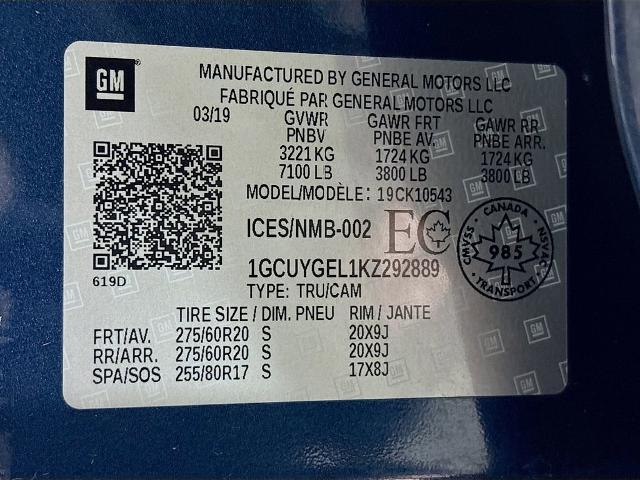 GM
MANUFACTURED BY GENERAL MOTORS LLC
FABRIQUÉ PAR GENERAL MOTORS LLC
03/19 GVWR GAWR FRT GAWR RR
PNBV PNBE AV. PNBE ARR.
3221 KG 1724 KG 1724 KG
7100 LB 3800 LB 3800 LB
MODEL/MODÈLE: 19CK10543
ICES/NMB-002 EC
CANADA
CMVSS 985 NSVAC
TRANSPORT
1GCUYGEL1KZ292889
619D
TYPE: TRU/CAM
TIRE SIZE / DIM. PNEU RIM / JANTE
FRT/AV. 275/60R20 S 20X9J
RR/ARR. 275/60R20 S 20X9J
SPA/SOS 255/80R17 S 17X8J